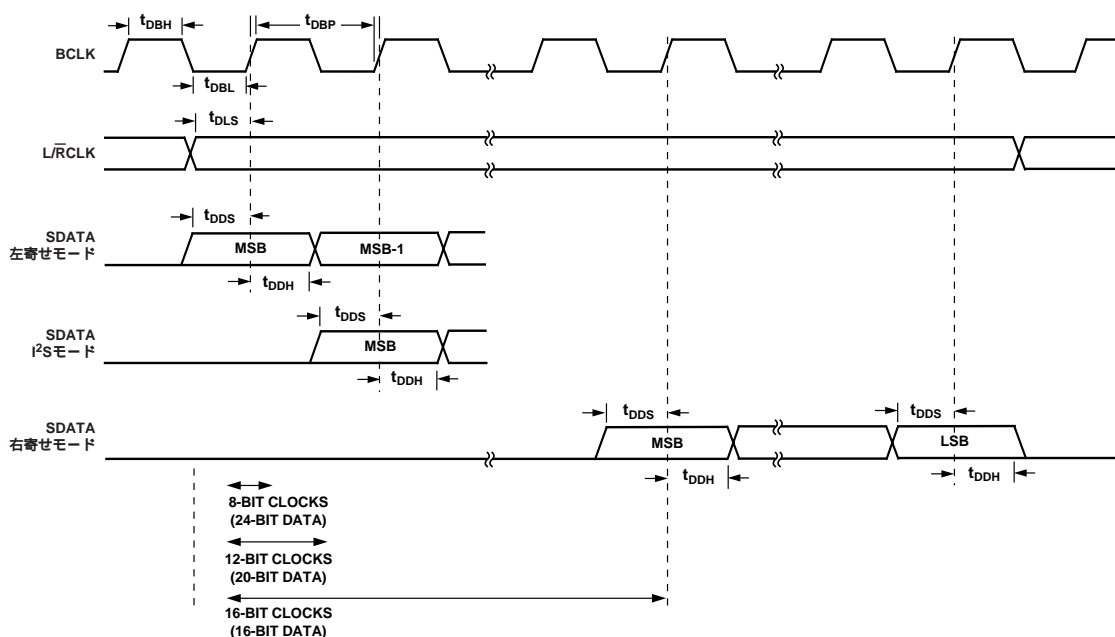 tDBH
tDBP
BCLK
tDBL
tDLS
L/R̅CLK
tDDS
SDATA
左寄せモード
MSB
MSB-1
tDDH
tDDS
SDATA
I²Sモード
MSB
tDDH
SDATA
右寄せモード
tDDS
tDDS
MSB
LSB
tDDH
tDDH
8-BIT CLOCKS
(24-BIT DATA)
12-BIT CLOCKS
(20-BIT DATA)
16-BIT CLOCKS
(16-BIT DATA)